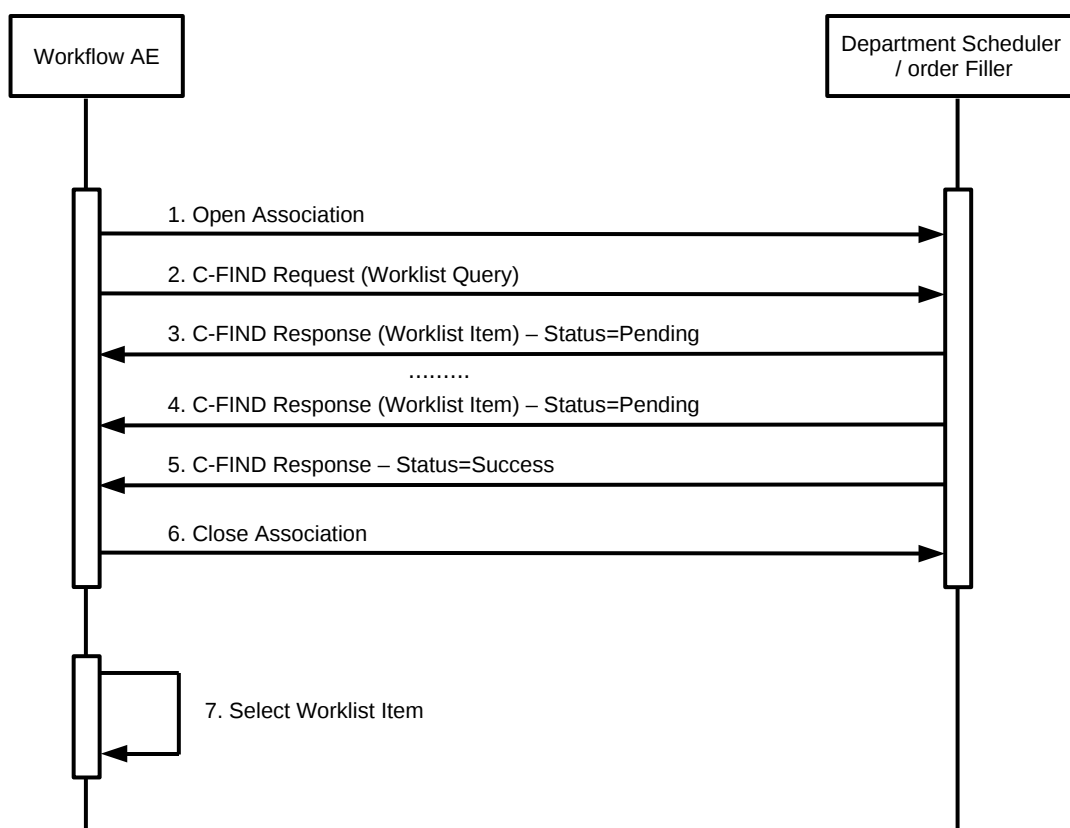 Workflow AE
Department Scheduler
/ order Filler
1. Open Association
2. C-FIND Request (Worklist Query)
3. C-FIND Response (Worklist Item) – Status=Pending
.........
4. C-FIND Response (Worklist Item) – Status=Pending
5. C-FIND Response – Status=Success
6. Close Association
7. Select Worklist Item